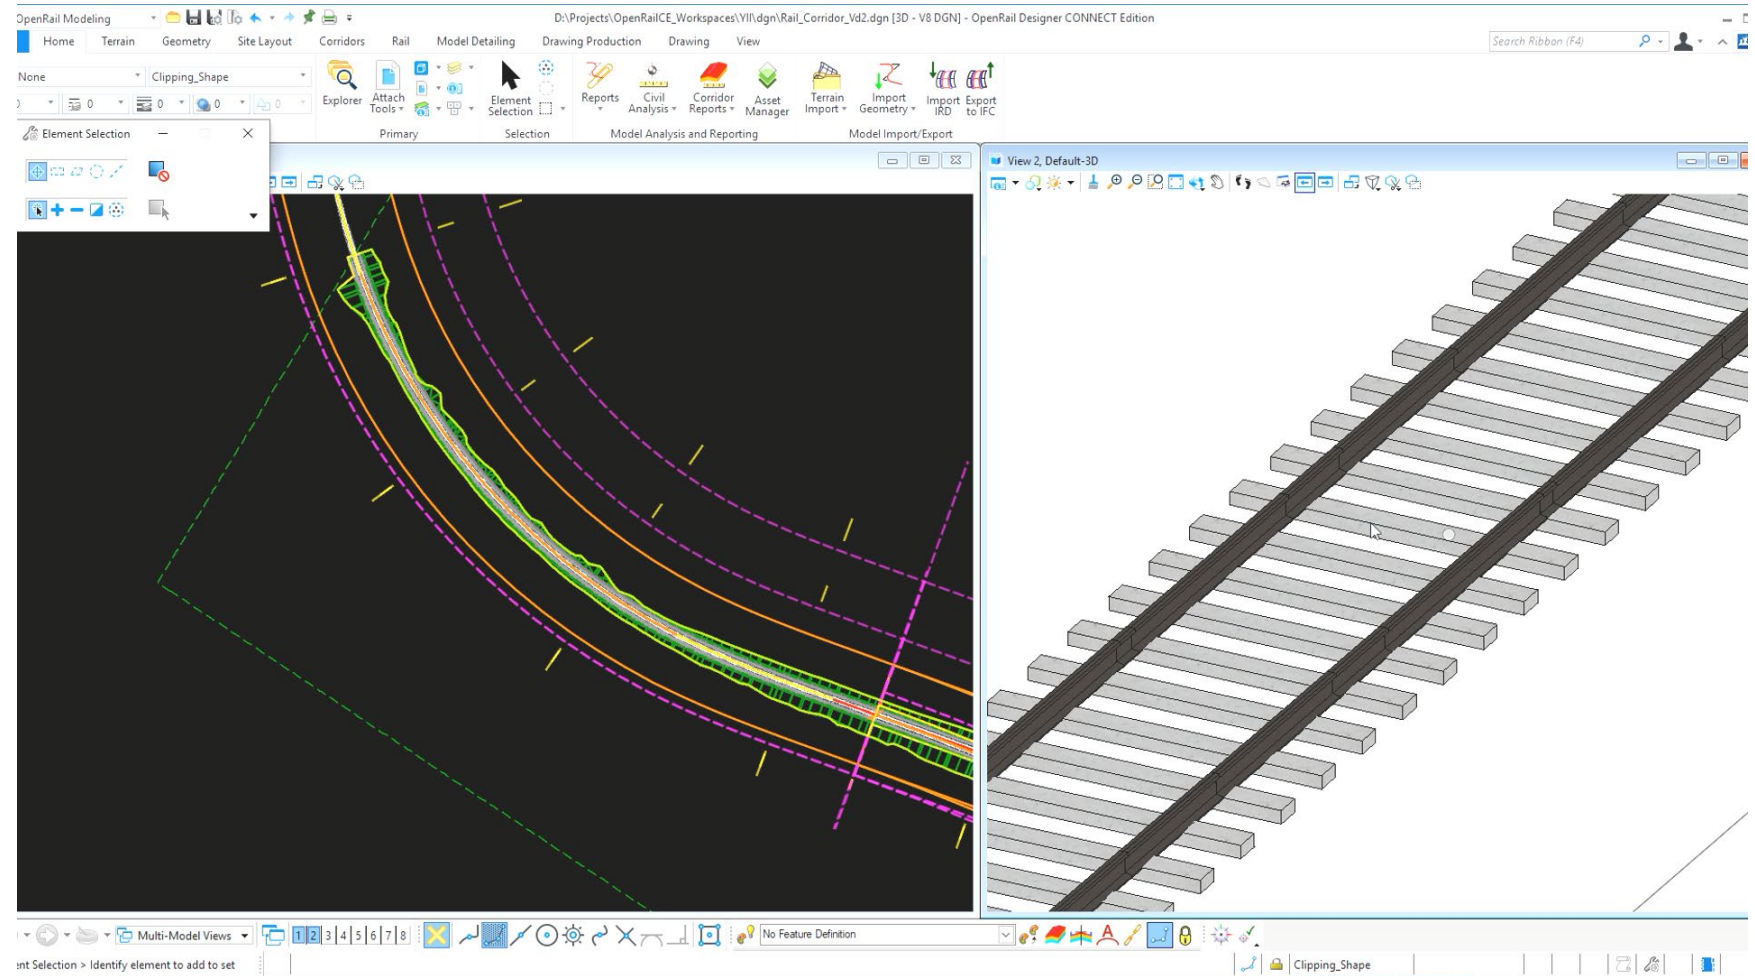 OpenRail Modeling
D:\Projects\OpenRailCE_Workspaces\YII\dgn\Rail_Corridor_Vd2.dgn [3D - V8 DGN] - OpenRail Designer CONNECT Edition
Home Terrain Geometry Site Layout Corridors Rail Model Detailing Drawing Production Drawing View
Search Ribbon (F4)
None Clipping_Shape
0 0 0 0
Explorer Attach Tools Element Selection Reports Civil Analysis Corridor Reports Asset Manager Terrain Import Import Geometry Import IRD Export to IFC
Primary Selection Model Analysis and Reporting Model Import/Export
Element Selection
View 2, Default-3D
Multi-Model Views 1 2 3 4 5 6 7 8 No Feature Definition
ent Selection > Identify element to add to set
Clipping_Shape